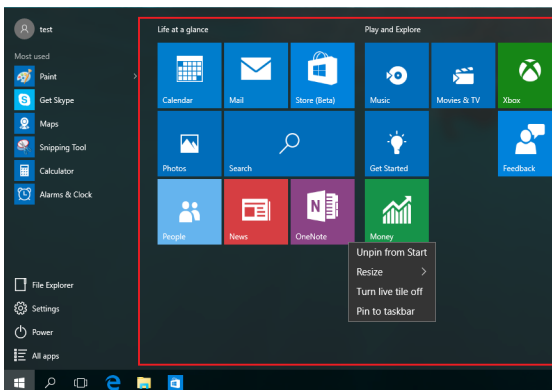 test
Most used
Paint
Get Skype
Maps
Snipping Tool
Calculator
Alarms & Clock
File Explorer
Settings
Power
All apps
Life at a glance
Calendar
Mail
Store (Beta)
Photos
Search
People
News
OneNote
Play and Explore
Music
Movies & TV
Xbox
Get Started
Feedback
Money
Unpin from Start
Resize
Turn live tile off
Pin to taskbar